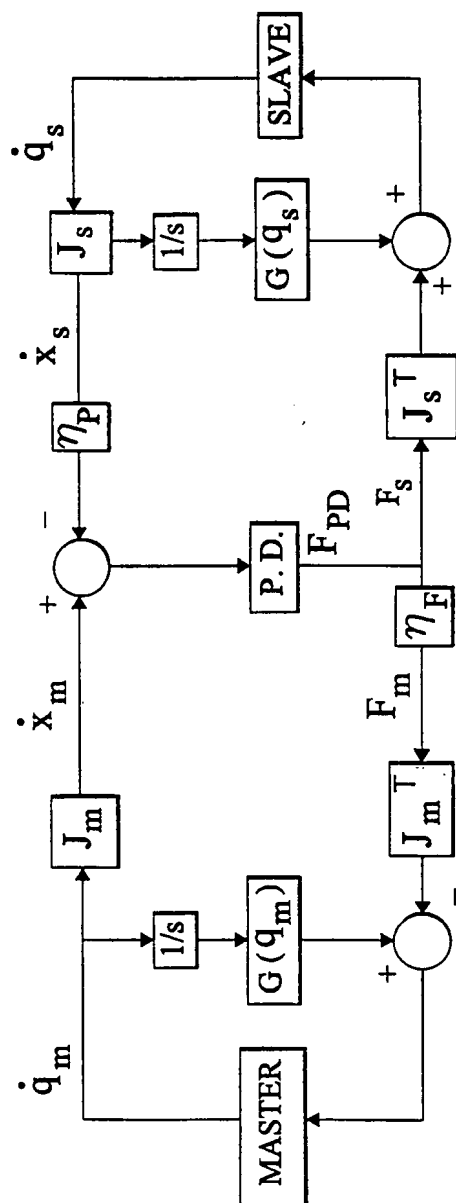 q̇m
ẋm
ẋs
q̇s
Jm
ηP
Js
+
−
1/s
1/s
MASTER
G(qm)
P.D.
G(qs)
SLAVE
FPD
Fm
Fs
+
−
JmT
ηF
JsT
+
+